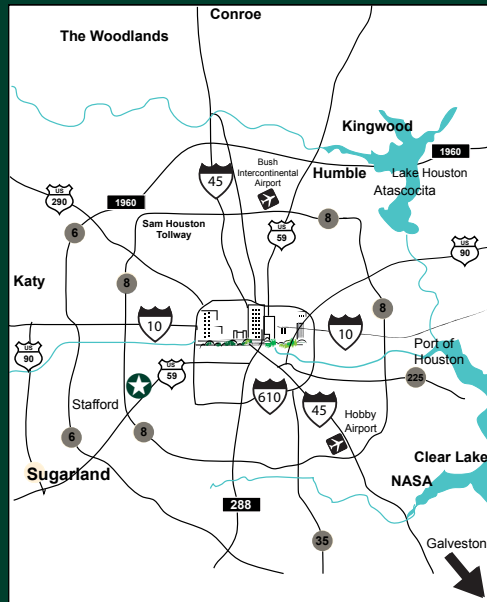 Conroe
The Woodlands
Kingwood
1960
Bush
Intercontinental
Airport
Humble
Lake Houston
Atascocita
45
US
290
1960
6
Sam Houston
Tollway
8
US
59
US
90
Katy
8
8
10
10
Port of
Houston
US
90
US
59
225
Stafford
610
45
Hobby
Airport
6
8
Clear Lake
Sugarland
NASA
288
35
Galveston